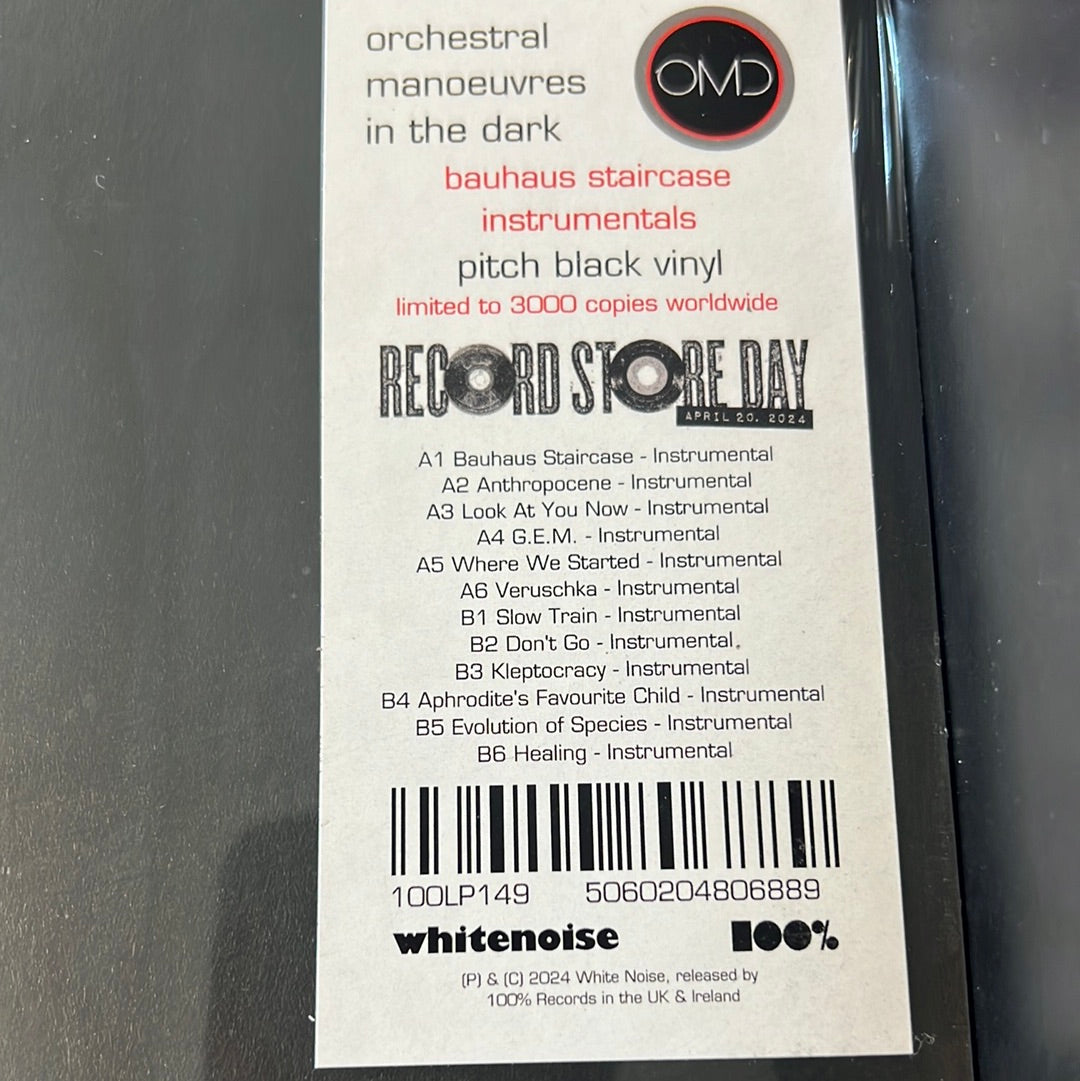 orchestral
manoeuvres
in the dark
OMD
bauhaus staircase
instrumentals
pitch black vinyl
limited to 3000 copies worldwide
RECORD STORE DAY
APRIL 20. 2024
A1 Bauhaus Staircase - Instrumental
A2 Anthropocene - Instrumental
A3 Look At You Now - Instrumental
A4 G.E.M. - Instrumental
A5 Where We Started - Instrumental
A6 Veruschka - Instrumental
B1 Slow Train - Instrumental
B2 Don't Go - Instrumental
B3 Kleptocracy - Instrumental
B4 Aphrodite's Favourite Child - Instrumental
B5 Evolution of Species - Instrumental
B6 Healing - Instrumental
100LP149 5060204806889
whitenoise 100%
(P) & (C) 2024 White Noise, released by
100% Records in the UK & Ireland